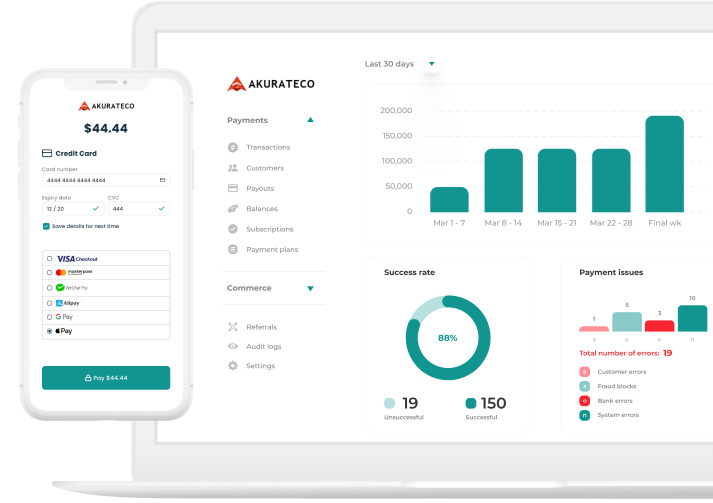 AKURATECO
$44.44
Credit Card
Card number
4444 4444 4444 4444
Expiry date CVC
12 / 20 444
Save details for next time
VISA Checkout
masterpass
WeChat Pay
Alipay
G Pay
Pay
Pay $44.44
AKURATECO
Payments
Transactions
Customers
Payouts
Balances
Subscriptions
Payment plans
Commerce
Referrals
Audit logs
Settings
Last 30 days
200,000
150,000
100,000
50,000
0
Mar 1 - 7 Mar 8 - 14 Mar 15 - 21 Mar 22 - 28 Final wk
Success rate
88%
19 150
Unsuccessful Successful
Payment issues
1 5 3 10
Total number of errors: 19
Customer errors
Fraud blocks
Bank errors
System errors